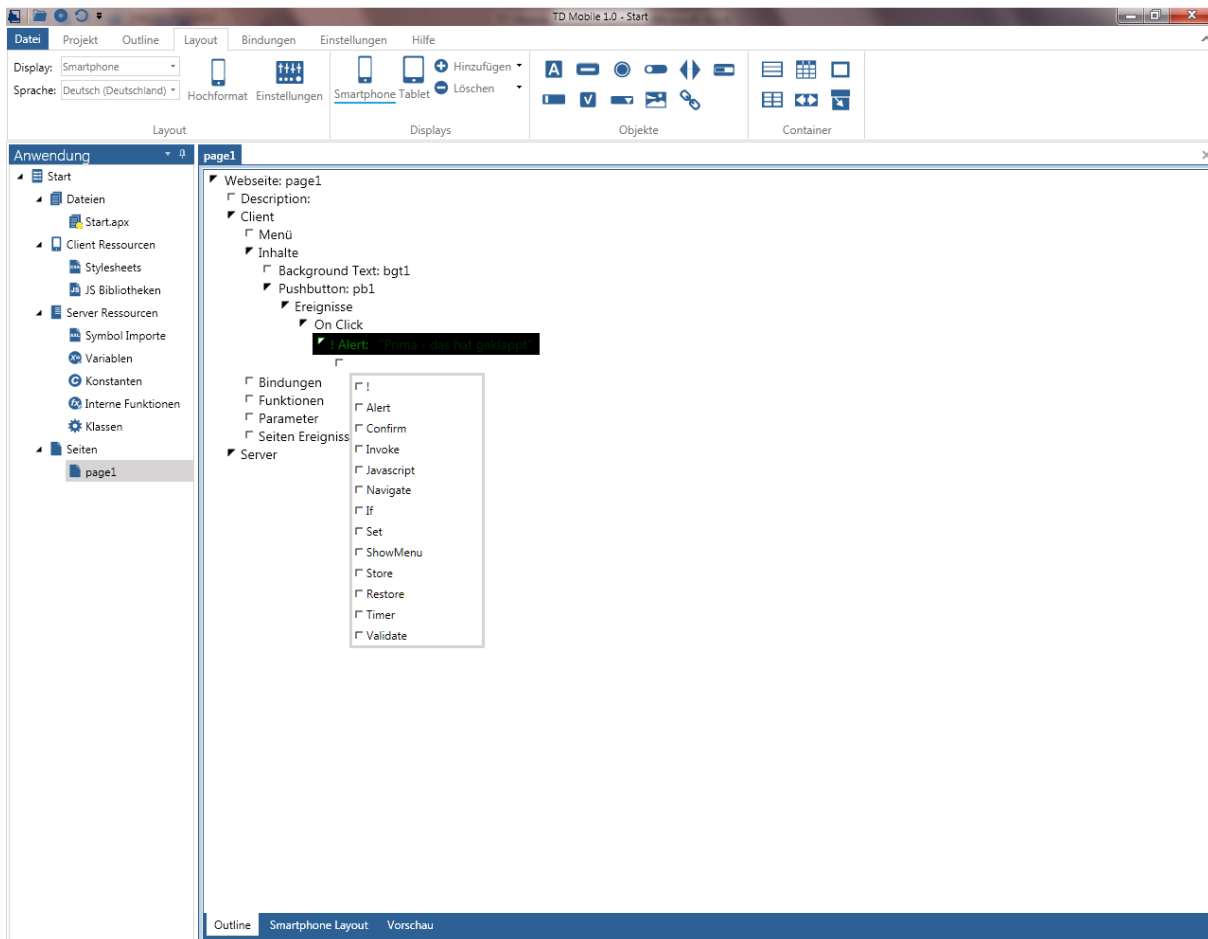 TD Mobile 1.0 - Start
Datei Projekt Outline Layout Bindungen Einstellungen Hilfe
Display: Smartphone
Sprache: Deutsch (Deutschland)
Hochformat Einstellungen
Smartphone Tablet
Hinzufügen
Löschen
Layout Displays Objekte Container
Anwendung
Start
Dateien
Start.apx
Client Ressourcen
Stylesheets
JS Bibliotheken
Server Ressourcen
Symbol Importe
Variablen
Konstanten
Interne Funktionen
Klassen
Seiten
page1
page1
Webseite: page1
Description:
Client
Menü
Inhalte
Background Text: bgt1
Pushbutton: pb1
Ereignisse
On Click
! Alert: "Prima - das hat geklappt"
Bindungen
Funktionen
Parameter
Seiten Ereigniss
Server
!
Alert
Confirm
Invoke
Javascript
Navigate
If
Set
ShowMenu
Store
Restore
Timer
Validate
Outline Smartphone Layout Vorschau